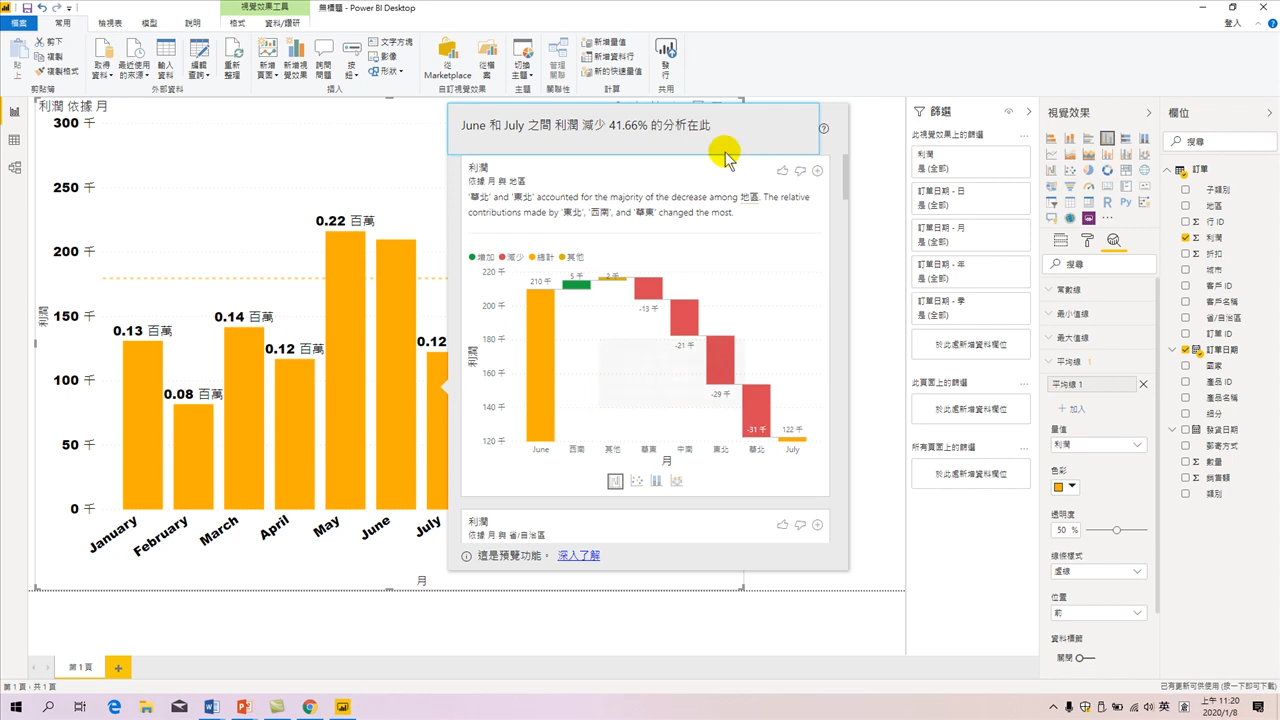 視覺效果工具
無標題 - Power BI Desktop
登入
檔案 常用 檢視表 模型 說明 格式 資料/鑽研
剪下
複製
複製格式
貼上
剪貼簿
取得資料
最近使用的來源
輸入資料
編輯查詢
重新整理
外部資料
新增頁面
新增視覺效果
詢問問題
按鈕
文字方塊
影像
形狀
插入
從 Marketplace
從檔案
自訂視覺效果
切換主題
主題
管理關聯
關聯性
新增量值
新增資料行
新的快速量值
計算
發行
共用
利潤 依據 月
300 千
250 千
200 千
150 千
100 千
50 千
0 千
利潤
0.13 百萬
0.08 百萬
0.14 百萬
0.12 百萬
0.22 百萬
0.12
January
February
March
April
May
June
July
月
June 和 July 之間 利潤 減少 41.66% 的分析在此
利潤
依據 月 與 地區
'華北' and '東北' accounted for the majority of the decrease among 地區. The relative
contributions made by '東北', '西南', and '華東' changed the most.
增加 減少 總計 其他
220 千
200 千
180 千
160 千
140 千
120 千
利潤
210 千
5 千
2 千
-13 千
-21 千
-29 千
-31 千
122 千
June 西南 其他 華東 中南 東北 華北 July
月
利潤
依據 月 與 省/自治區
這是預覽功能。 深入了解
篩選
此視覺效果上的篩選
利潤
是 (全部)
訂單日期 - 日
是 (全部)
訂單日期 - 月
是 (全部)
訂單日期 - 年
是 (全部)
訂單日期 - 季
是 (全部)
於此處新增資料欄位
此頁面上的篩選
於此處新增資料欄位
所有頁面上的篩選
於此處新增資料欄位
視覺效果
R Py
搜尋
常數線
最小值線
最大值線
平均線 1
平均線 1
加入
量值
利潤
色彩
透明度
50 %
線條樣式
虛線
位置
前
資料標籤
關閉
欄位
搜尋
訂單
子類別
地區
行 ID
利潤
折扣
城市
客戶 ID
客戶名稱
省/自治區
訂單 ID
訂單日期
國家
產品 ID
產品名稱
細分
發貨日期
郵寄方式
數量
銷售額
類別
第 1 頁
第 1 頁，共 1 頁
已有更新可供使用 (按一下即可下載)
英
上午 11:20
2020/1/8